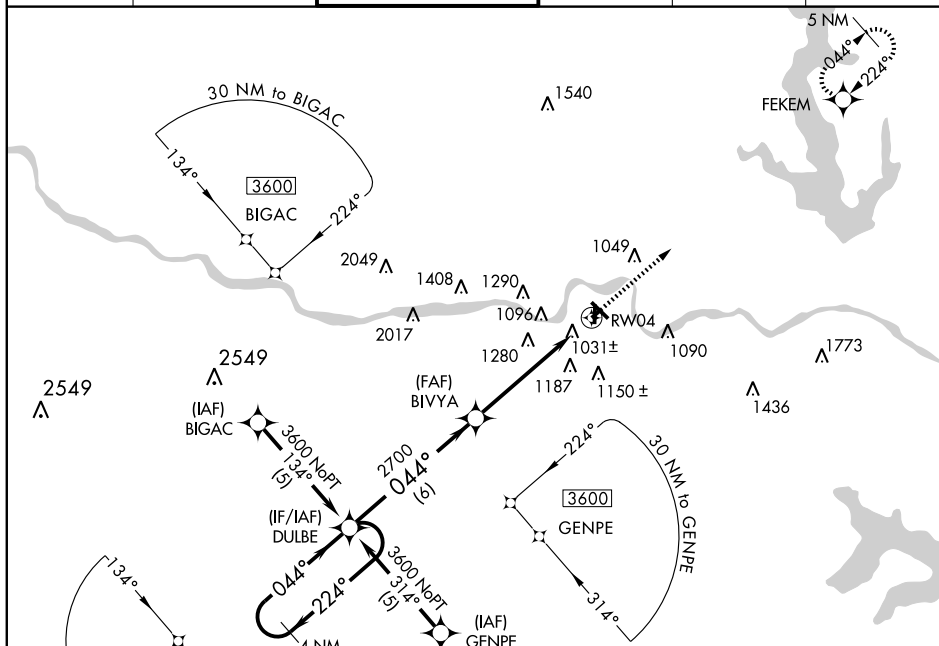 5 NM
044°
224°
FEKEM
30 NM to BIGAC
1540
134°
3600
BIGAC
224°
1049
2049
1408
1290
1096
RW04
2017
1280
1031±
1090
1773
2549
2549
1187
1150 ±
1436
(FAF)
BIVYA
(IAF)
BIGAC
3600 NoPT
134°
(5)
2700
044°
(6)
224°
30 NM to GENPE
3600
GENPE
314°
(IF/IAF)
DULBE
044°
224°
3600 NoPT
314°
(5)
134°
4 NM
(IAF)
GENPE